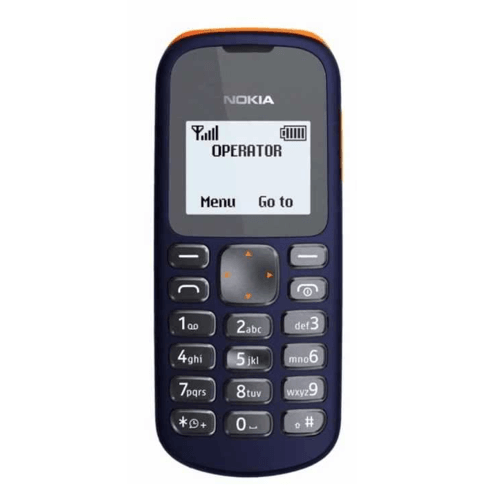 NOKIA
OPERATOR
Menu Go to
1
2abc def3
4ghi 5jkl mno6
7pqrs 8tuv wxyz9
*+ 0 #